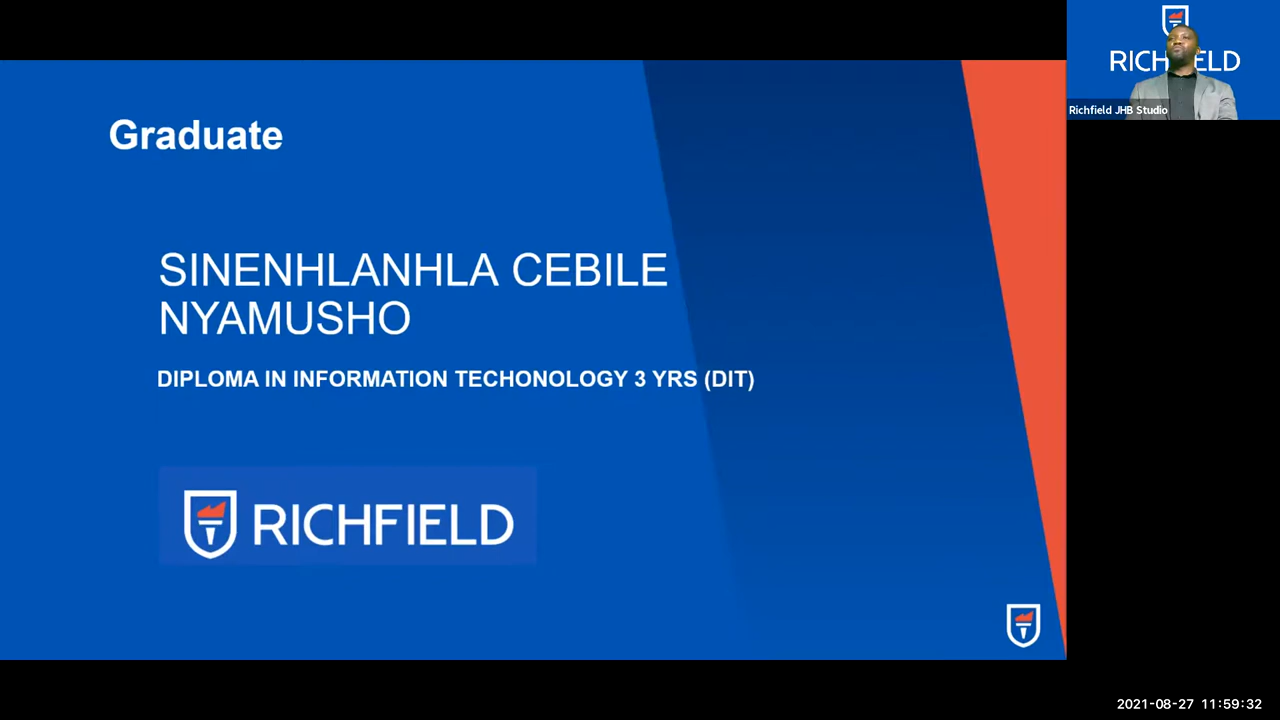 Graduate
SINENHLANHLA CEBILE
NYAMUSHO
DIPLOMA IN INFORMATION TECHONOLOGY 3 YRS (DIT)
RICHFIELD
RICHFIELD
Richfield JHB Studio
2021-08-27 11:59:32